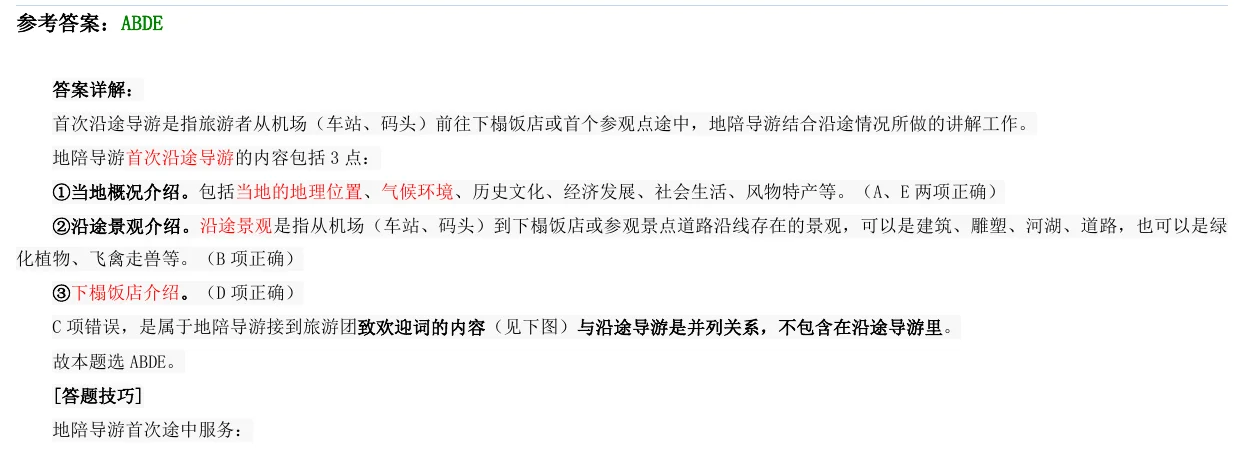 参考答案：ABDE
答案详解：
首次沿途导游是指旅游者从机场（车站、码头）前往下榻饭店或首个参观点途中，地陪导游结合沿途情况所做的讲解工作。
地陪导游首次沿途导游的内容包括 3 点：
①当地概况介绍。包括当地的地理位置、气候环境、历史文化、经济发展、社会生活、风物特产等。（A、E 两项正确）
②沿途景观介绍。沿途景观是指从机场（车站、码头）到下榻饭店或参观景点道路沿线存在的景观，可以是建筑、雕塑、河湖、道路，也可以是绿
化植物、飞禽走兽等。（B 项正确）
③下榻饭店介绍。（D 项正确）
C 项错误，是属于地陪导游接到旅游团致欢迎词的内容（见下图）与沿途导游是并列关系，不包含在沿途导游里。
故本题选 ABDE。
[答题技巧]
地陪导游首次途中服务：